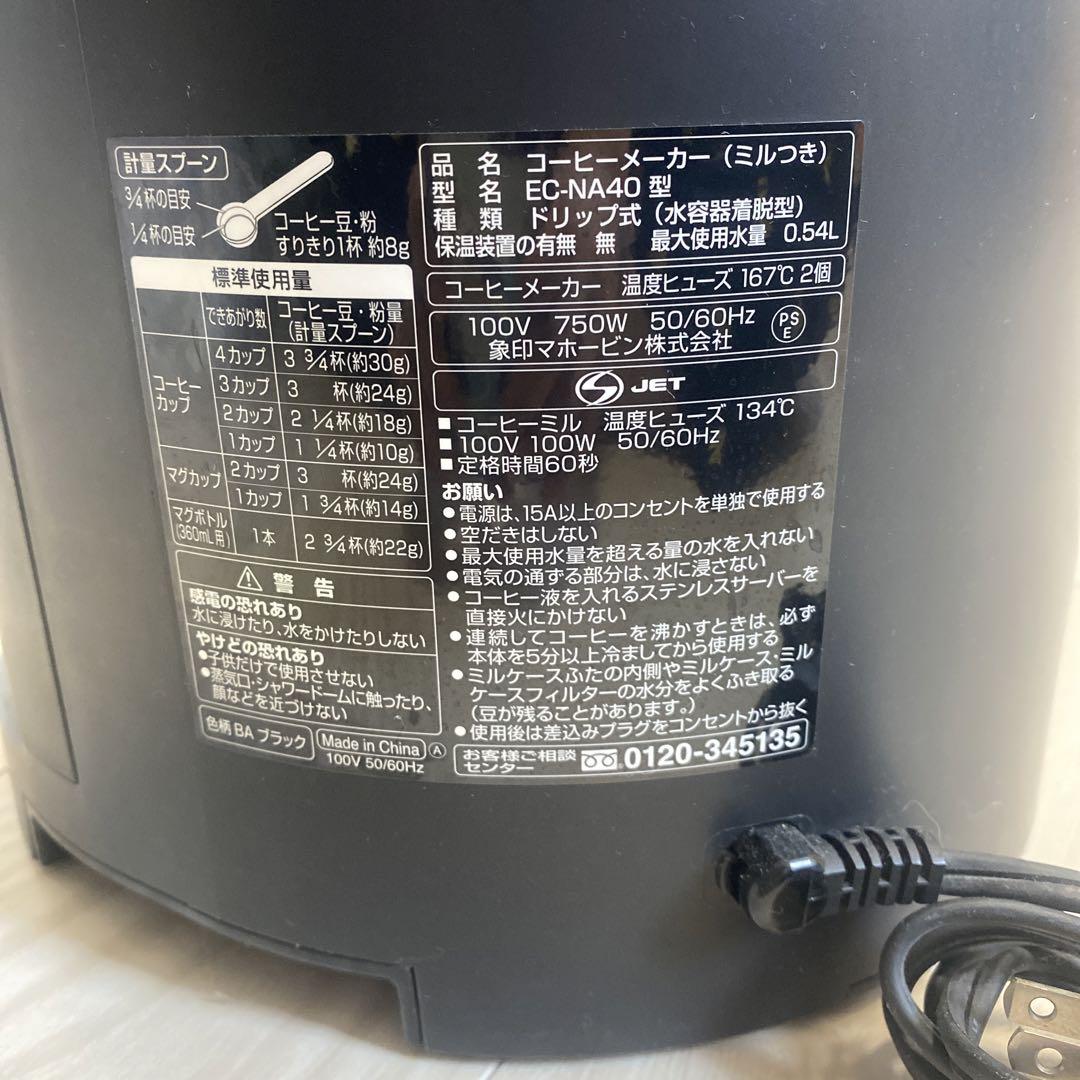 計量スプーン
3/4杯の目安
1/4杯の目安
コーヒー豆・粉
すりきり1杯 約8g
標準使用量
できあがり数 コーヒー豆・粉量
(計量スプーン)
コーヒー
カップ
4カップ 3 3/4杯(約30g)
3カップ 3 杯(約24g)
2カップ 2 1/4杯(約18g)
1カップ 1 1/4杯(約10g)
マグカップ
2カップ 3 杯(約24g)
1カップ 1 3/4杯(約14g)
マグボトル
(360mL用)
1本 2 3/4杯(約22g)
警告
感電の恐れあり
水に浸けたり、水をかけたりしない
やけどの恐れあり
●子供だけで使用させない
●蒸気口・シャワードームに触ったり、
顔などを近づけない
色柄 BA ブラック
Made in China Ⓐ
100V 50/60Hz
品名 コーヒーメーカー(ミルつき)
型名 EC-NA40 型
種類 ドリップ式(水容器着脱型)
保温装置の有無 無 最大使用水量 0.54L
コーヒーメーカー 温度ヒューズ 167℃ 2個
100V 750W 50/60Hz
象印マホービン株式会社
PS
E
JET
■コーヒーミル 温度ヒューズ 134℃
■100V 100W 50/60Hz
■定格時間60秒
お願い
●電源は、15A以上のコンセントを単独で使用する
●空だきはしない
●最大使用水量を超える量の水を入れない
●電気の通ずる部分は、水に浸さない
●コーヒー液を入れるステンレスサーバーを
直接火にかけない
●連続してコーヒーを沸かすときは、必ず
本体を5分以上冷ましてから使用する
●ミルケースふたの内側やミルケース・ミル
ケースフィルターの水分をよくふき取る
(豆が残ることがあります。)
●使用後は差込みプラグをコンセントから抜く
お客様ご相談
センター
0120-345135